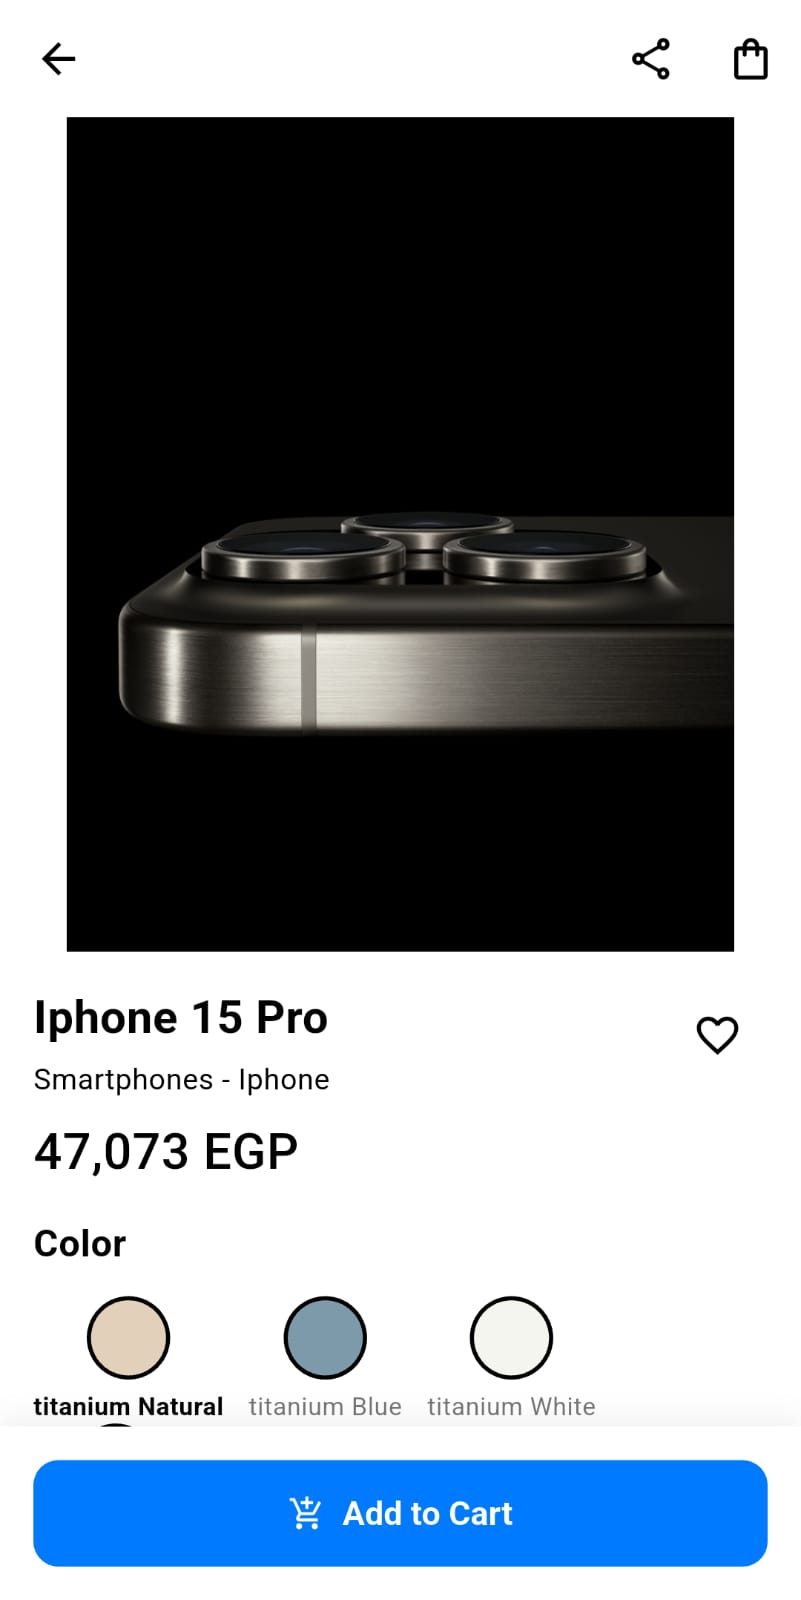 Iphone 15 Pro
Smartphones - Iphone
47,073 EGP
Color
titanium Natural titanium Blue titanium White
Add to Cart